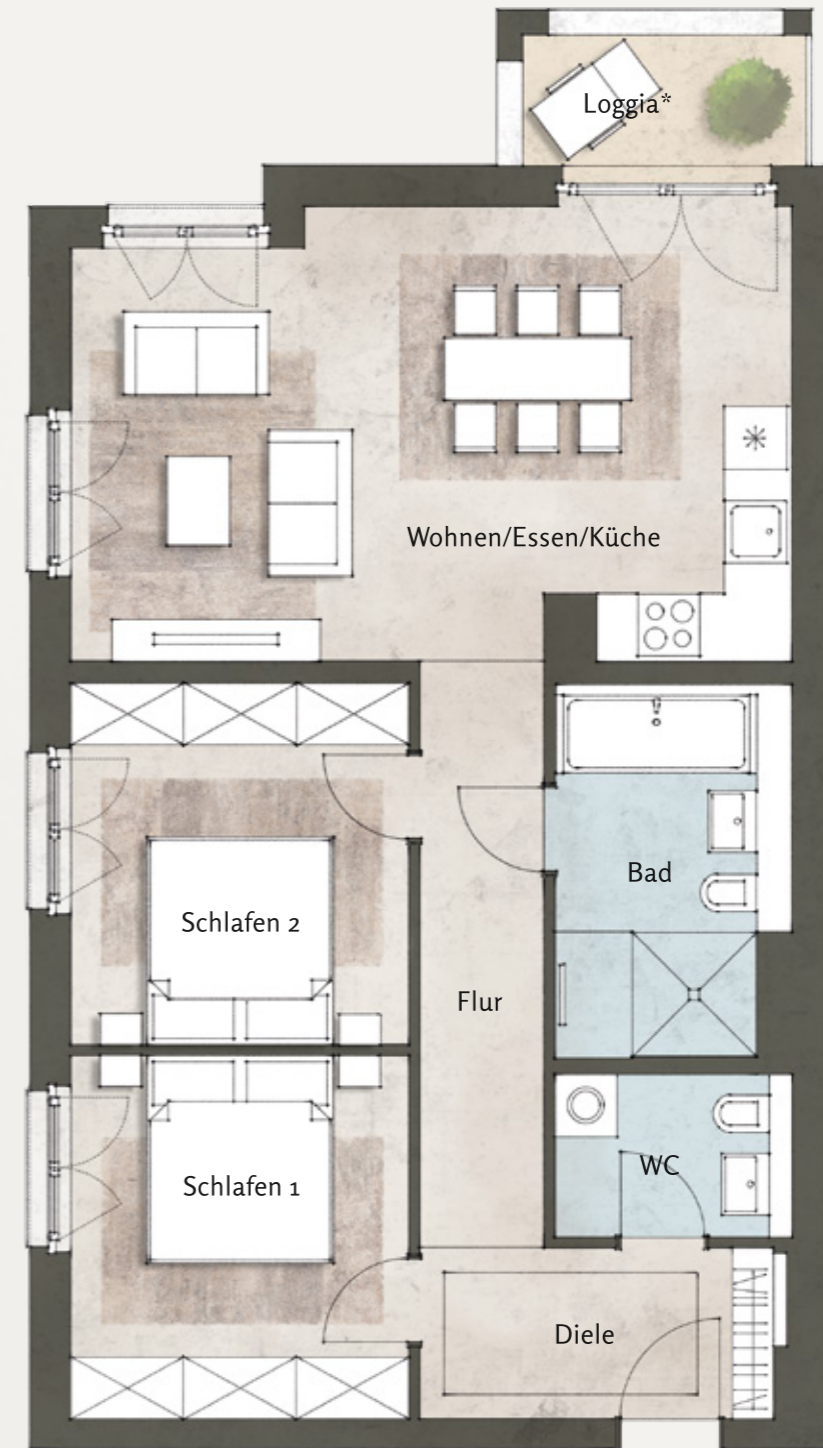 Loggia*
Wohnen/Essen/Küche
Bad
Schlafen 2
Flur
WC
Schlafen 1
Diele